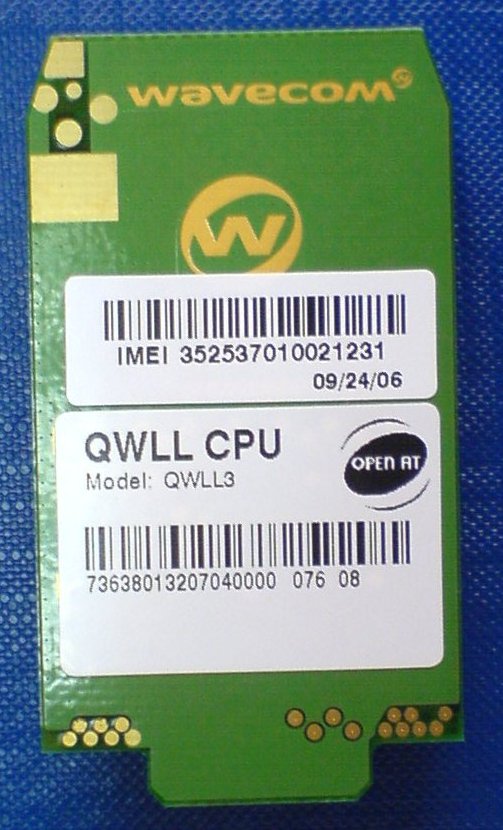 wavecom
W
IMEI 352537010021231
09/24/06
QWLL CPU
Model: QWLL3
OPEN AT
73638013207040000 076 08